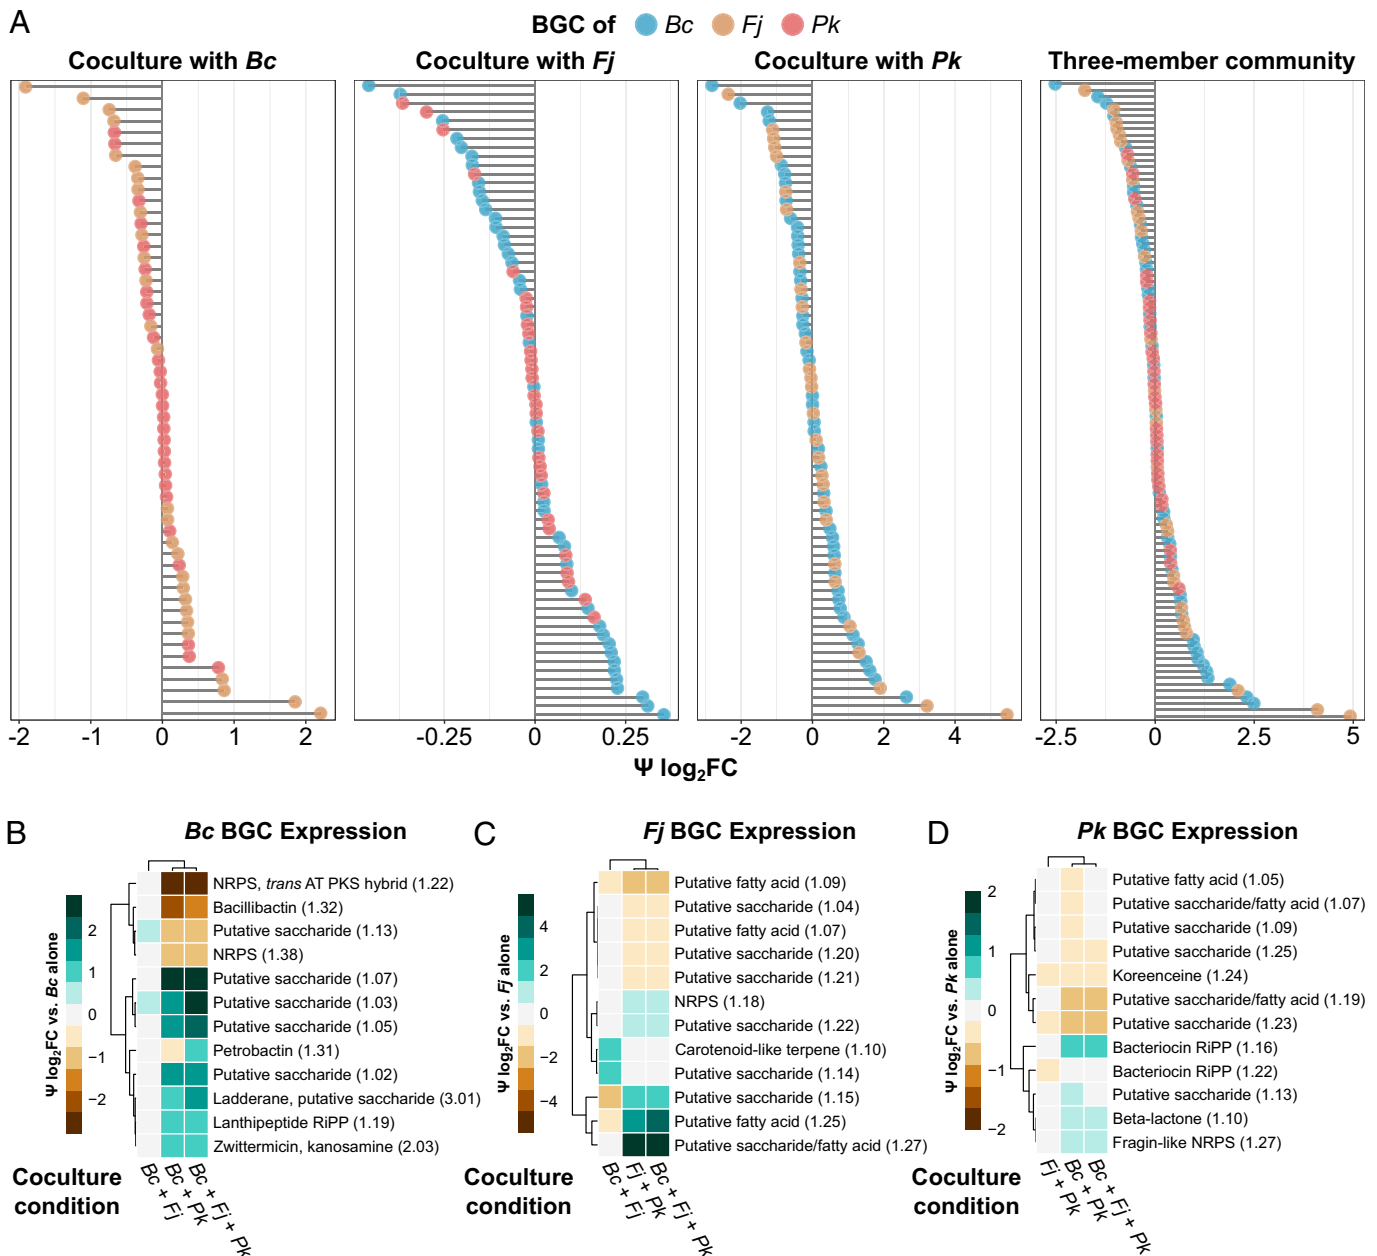 A
BGC of Bc Fj Pk
Coculture with Bc
Coculture with Fj
Coculture with Pk
Three-member community
-2 -1 0 1 2
-0.25 0 0.25
-2 0 2 4
-2.5 0 2.5 5
Ψ log₂FC
B
Bc BGC Expression
Ψ log₂FC vs. Bc alone
2
1
0
−1
−2
NRPS, trans AT PKS hybrid (1.22)
Bacillibactin (1.32)
Putative saccharide (1.13)
NRPS (1.38)
Putative saccharide (1.07)
Putative saccharide (1.03)
Putative saccharide (1.05)
Petrobactin (1.31)
Putative saccharide (1.02)
Ladderane, putative saccharide (3.01)
Lanthipeptide RiPP (1.19)
Zwittermicin, kanosamine (2.03)
Coculture
condition
Bc + Fj
Bc + Pk
Bc + Fj + Pk
C
Fj BGC Expression
Ψ log₂FC vs. Fj alone
4
2
0
−2
−4
Putative fatty acid (1.09)
Putative saccharide (1.04)
Putative fatty acid (1.07)
Putative saccharide (1.20)
Putative saccharide (1.21)
NRPS (1.18)
Putative saccharide (1.22)
Carotenoid-like terpene (1.10)
Putative saccharide (1.14)
Putative saccharide (1.15)
Putative fatty acid (1.25)
Putative saccharide/fatty acid (1.27)
Coculture
condition
Bc + Fj
Fj + Pk
Bc + Fj + Pk
D
Pk BGC Expression
Ψ log₂FC vs. Pk alone
2
1
0
−1
−2
Putative fatty acid (1.05)
Putative saccharide/fatty acid (1.07)
Putative saccharide (1.09)
Putative saccharide (1.25)
Koreenceine (1.24)
Putative saccharide/fatty acid (1.19)
Putative saccharide (1.23)
Bacteriocin RiPP (1.16)
Bacteriocin RiPP (1.22)
Putative saccharide (1.13)
Beta-lactone (1.10)
Fragin-like NRPS (1.27)
Coculture
condition
Fj + Pk
Bc + Pk
Bc + Fj + Pk